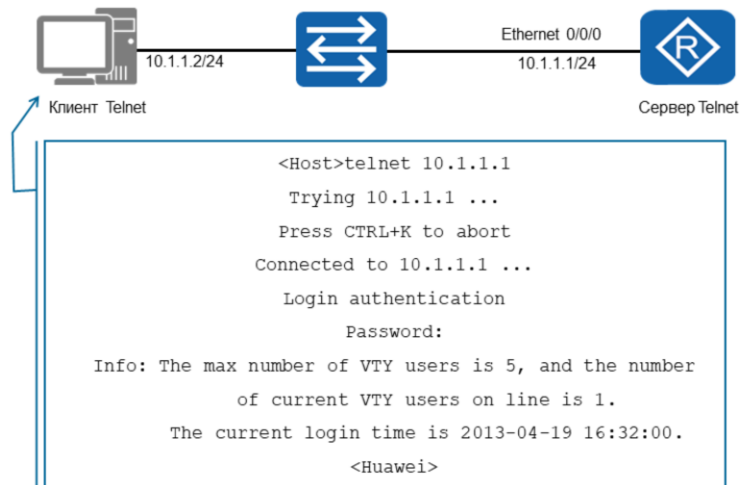 Ethernet 0/0/0
10.1.1.2/24
10.1.1.1/24
R
Клиент Telnet
Сервер Telnet
<Host>telnet 10.1.1.1
Trying 10.1.1.1 ...
Press CTRL+K to abort
Connected to 10.1.1.1 ...
Login authentication
Password:
Info: The max number of VTY users is 5, and the number
of current VTY users on line is 1.
The current login time is 2013-04-19 16:32:00.
<Huawei>